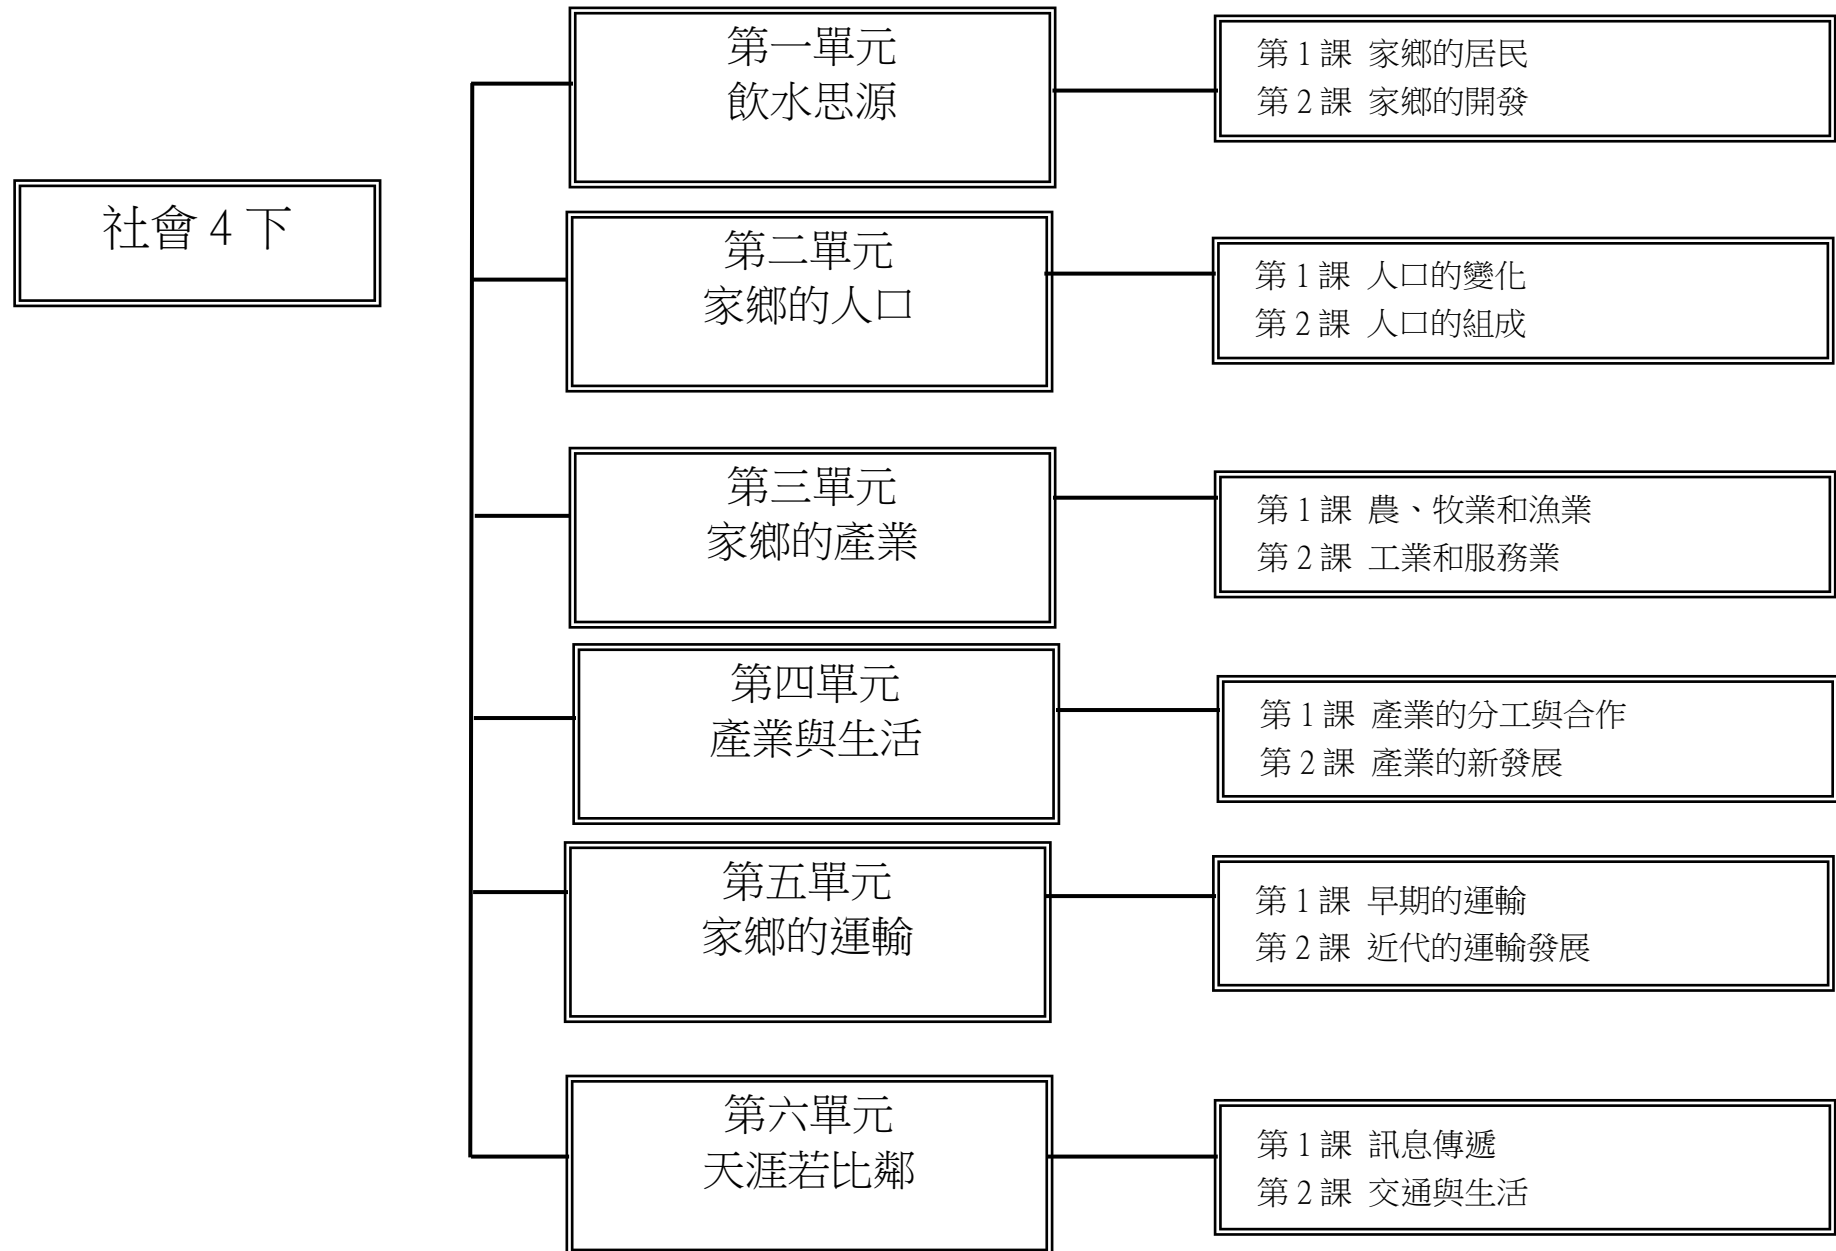 社會 4 下
第一單元
飲水思源
第 1 課 家鄉的居民
第 2 課 家鄉的開發
第二單元
家鄉的人口
第 1 課 人口的變化
第 2 課 人口的組成
第三單元
家鄉的產業
第 1 課 農、牧業和漁業
第 2 課 工業和服務業
第四單元
產業與生活
第 1 課 產業的分工與合作
第 2 課 產業的新發展
第五單元
家鄉的運輸
第 1 課 早期的運輸
第 2 課 近代的運輸發展
第六單元
天涯若比鄰
第 1 課 訊息傳遞
第 2 課 交通與生活